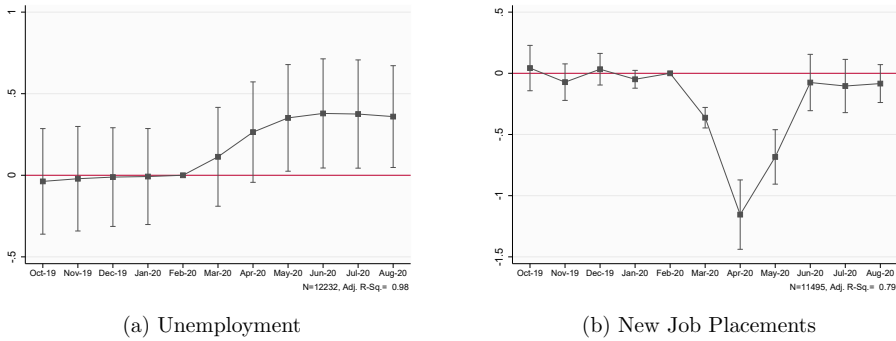 1
.5
0
-.5
Oct-19 Nov-19 Dec-19 Jan-20 Feb-20 Mar-20 Apr-20 May-20 Jun-20 Jul-20 Aug-20
N=12232, Adj. R-Sq.= 0.98
(a) Unemployment
.5
0
-.5
-1
-1.5
Oct-19 Nov-19 Dec-19 Jan-20 Feb-20 Mar-20 Apr-20 May-20 Jun-20 Jul-20 Aug-20
N=11495, Adj. R-Sq.= 0.79
(b) New Job Placements